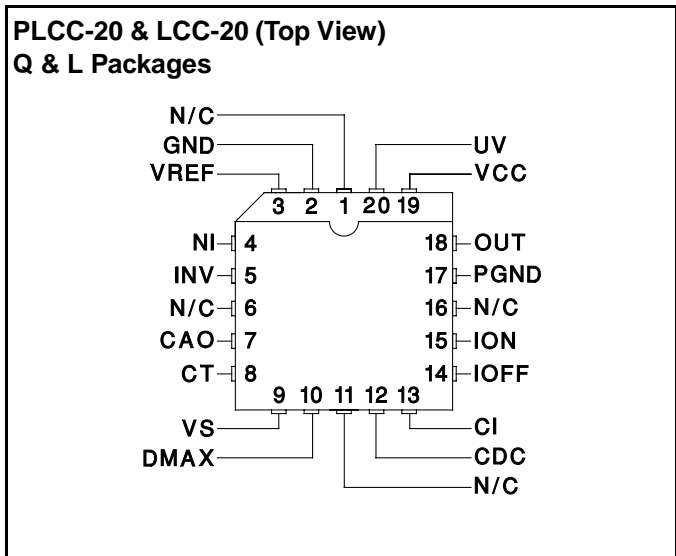 PLCC-20 & LCC-20 (Top View)
Q & L Packages
N/C
GND
VREF
UV
VCC
3 2 1 20 19
NI 4
INV 5
N/C 6
CAO 7
CT 8
18 OUT
17 PGND
16 N/C
15 ION
14 IOFF
9 10 11 12 13
VS
DMAX
CI
CDC
N/C